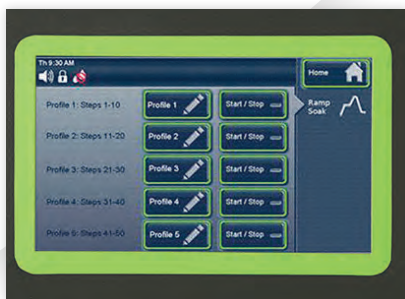 Th 9:30 AM
Home
Profile 1: Steps 1-10
Profile 1
Start / Stop
Ramp
Soak
Profile 2: Steps 11-20
Profile 2
Start / Stop
Profile 3: Steps 21-30
Profile 3
Start / Stop
Profile 4: Steps 31-40
Profile 4
Start / Stop
Profile 5: Steps 41-50
Profile 5
Start / Stop